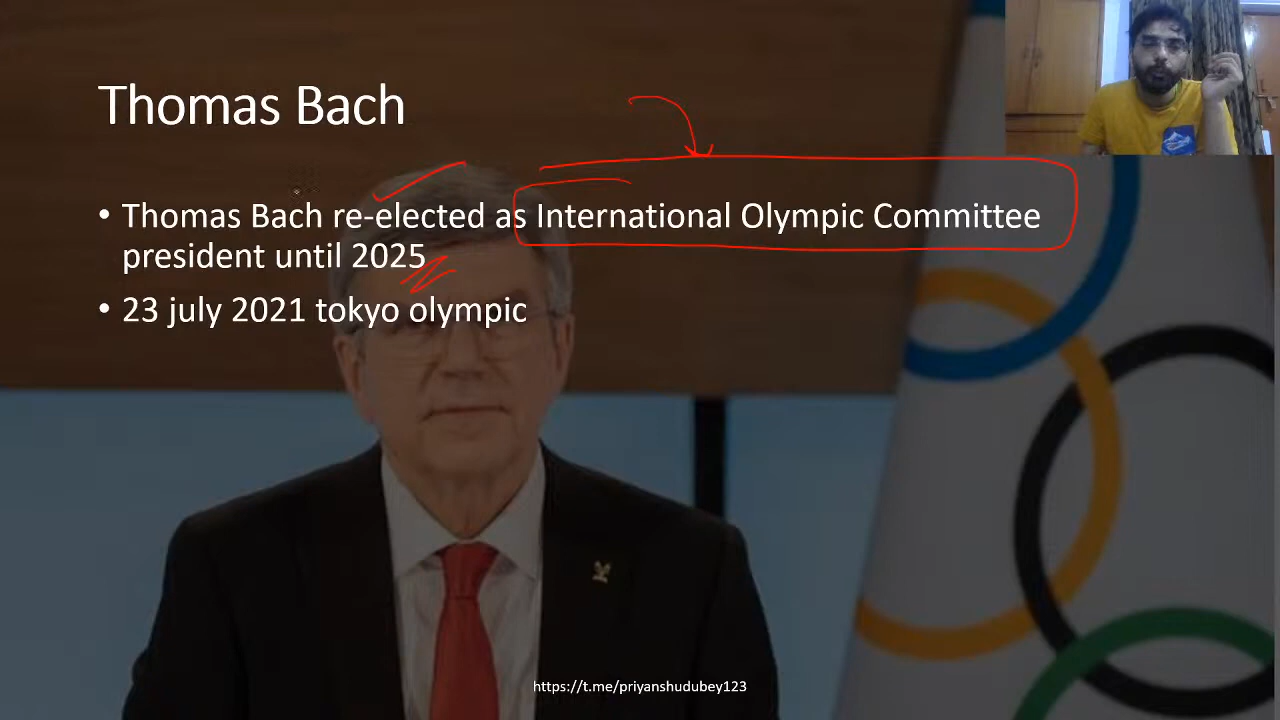 Thomas Bach
• Thomas Bach re-elected as International Olympic Committee
president until 2025
• 23 july 2021 tokyo olympic
https://t.me/priyanshudubey123